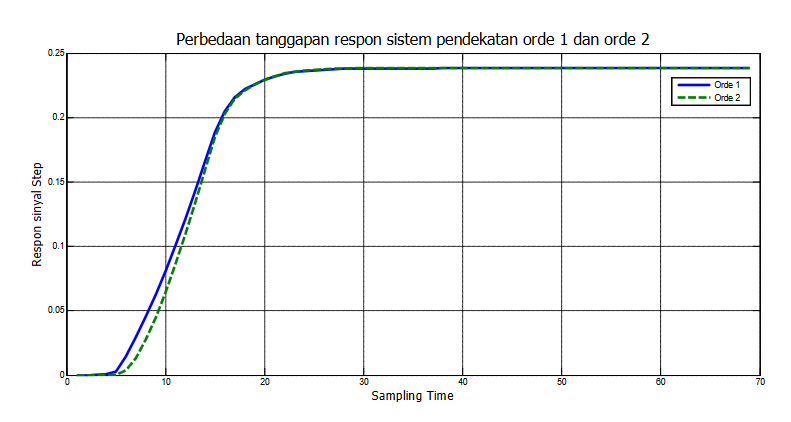 Perbedaan tanggapan respon sistem pendekatan orde 1 dan orde 2
0.25
0.2
0.15
0.1
0.05
0
Respon sinyal Step
Orde 1
Orde 2
0 10 20 30 40 50 60 70
Sampling Time